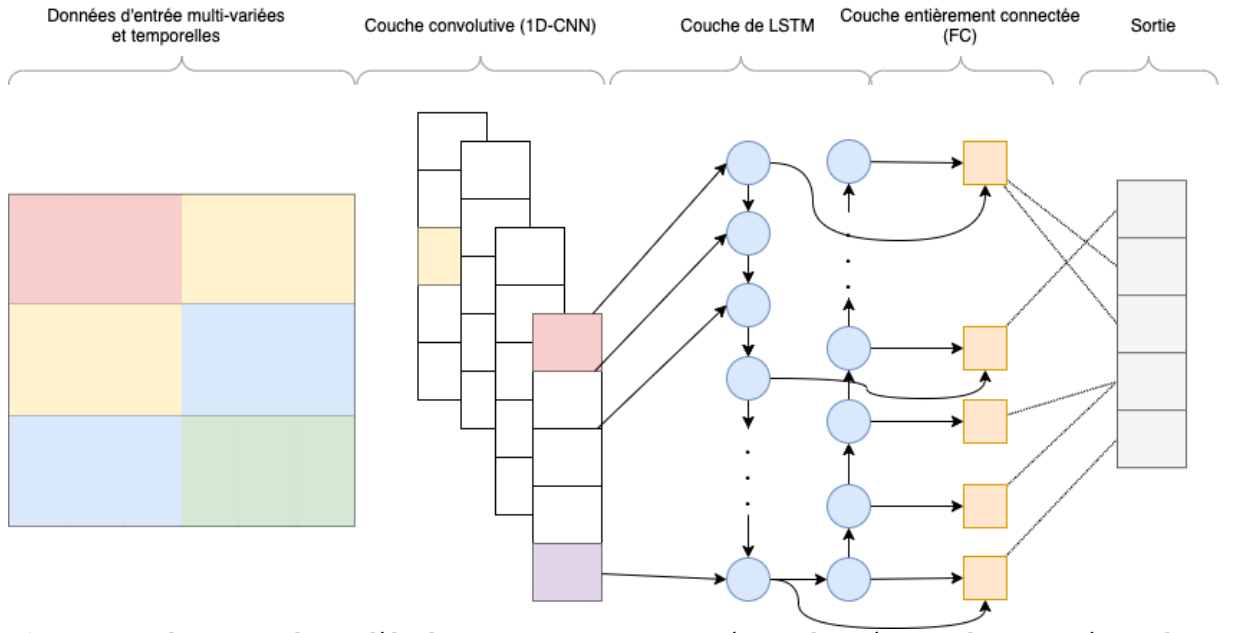 Données d'entrée multi-variées
et temporelles
Couche convolutive (1D-CNN)
Couche de LSTM
Couche entièrement connectée
(FC)
Sortie